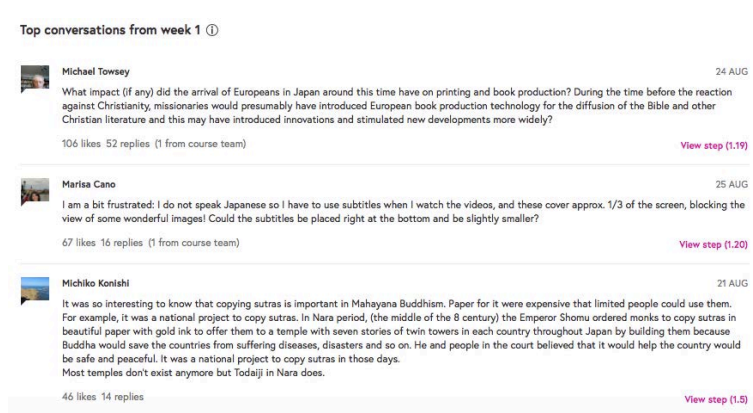 Top conversations from week 1 ⓘ
Michael Towsey 24 AUG
What impact (if any) did the arrival of Europeans in Japan around this time have on printing and book production? During the time before the reaction
against Christianity, missionaries would presumably have introduced European book production technology for the diffusion of the Bible and other
Christian literature and this may have introduced innovations and stimulated new developments more widely?
106 likes 52 replies (1 from course team) View step (1.19)
Marisa Cano 25 AUG
I am a bit frustrated: I do not speak Japanese so I have to use subtitles when I watch the videos, and these cover approx. 1/3 of the screen, blocking the
view of some wonderful images! Could the subtitles be placed right at the bottom and be slightly smaller?
67 likes 16 replies (1 from course team) View step (1.20)
Michiko Konishi 21 AUG
It was so interesting to know that copying sutras is important in Mahayana Buddhism. Paper for it were expensive that limited people could use them.
For example, it was a national project to copy sutras. In Nara period, (the middle of the 8 century) the Emperor Shomu ordered monks to copy sutras in
beautiful paper with gold ink to offer them to a temple with seven stories of twin towers in each country throughout Japan by building them because
Buddha would save the countries from suffering diseases, disasters and so on. He and people in the court believed that it would help the country would
be safe and peaceful. It was a national project to copy sutras in those days.
Most temples don't exist anymore but Todaiji in Nara does.
46 likes 14 replies View step (1.5)